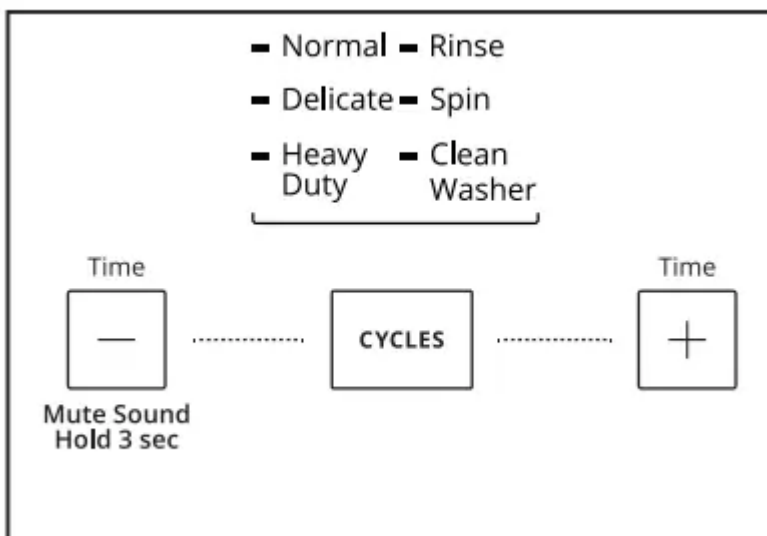 Normal
Rinse
Delicate
Spin
Heavy
Duty
Clean
Washer
Time
Time
CYCLES
Mute Sound
Hold 3 sec